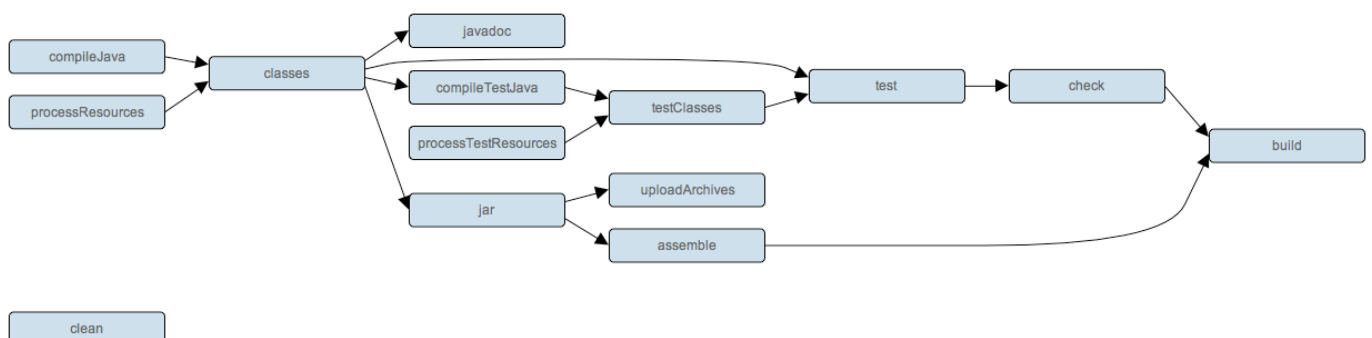 javadoc
compileJava
classes
compileTestJava
test
check
processResources
testClasses
processTestResources
build
uploadArchives
jar
assemble
clean